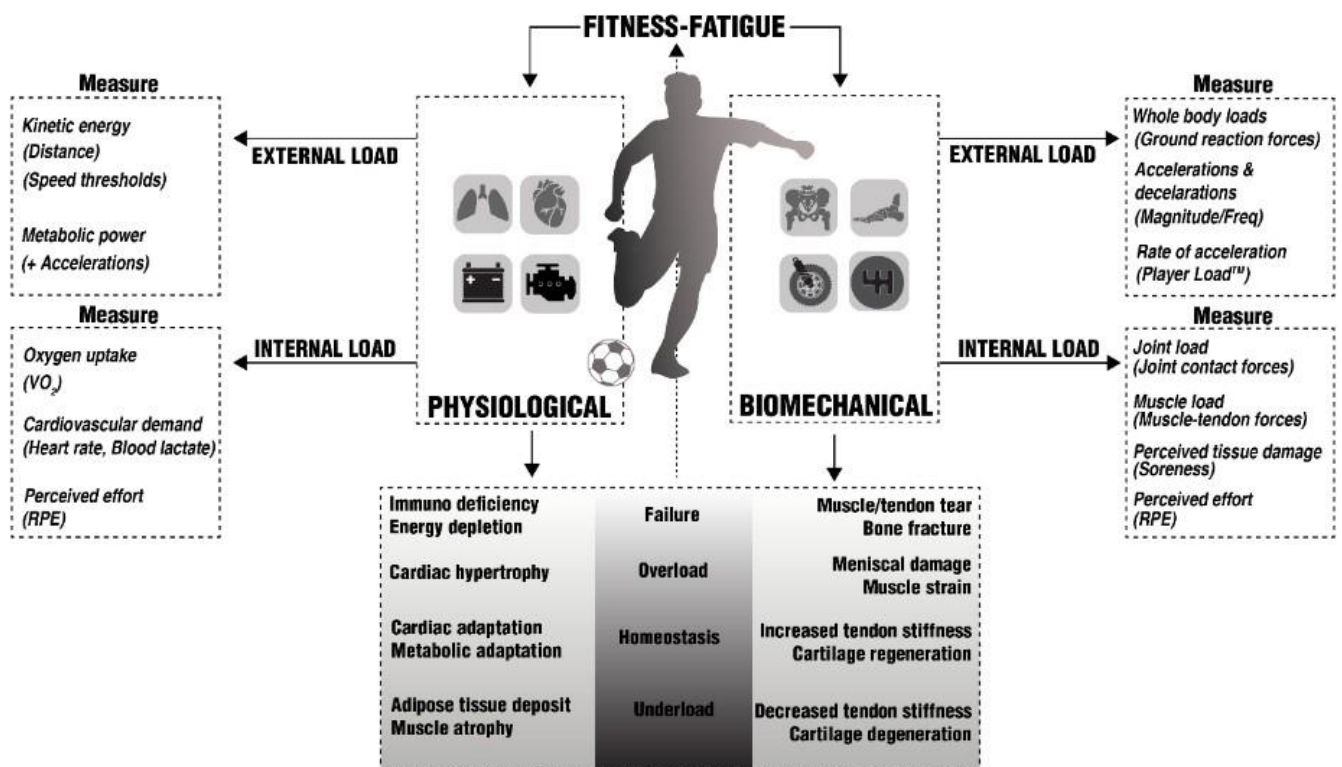 FITNESS-FATIGUE
Measure
Kinetic energy
(Distance)
(Speed thresholds)
Metabolic power
(+ Accelerations)
EXTERNAL LOAD
Measure
Oxygen uptake
(VO₂)
Cardiovascular demand
(Heart rate, Blood lactate)
Perceived effort
(RPE)
INTERNAL LOAD
PHYSIOLOGICAL
BIOMECHANICAL
EXTERNAL LOAD
Measure
Whole body loads
(Ground reaction forces)
Accelerations &
decelarations
(Magnitude/Freq)
Rate of acceleration
(Player Load™)
INTERNAL LOAD
Measure
Joint load
(Joint contact forces)
Muscle load
(Muscle-tendon forces)
Perceived tissue damage
(Soreness)
Perceived effort
(RPE)
Immuno deficiency
Energy depletion
Failure
Muscle/tendon tear
Bone fracture
Cardiac hypertrophy
Overload
Meniscal damage
Muscle strain
Cardiac adaptation
Metabolic adaptation
Homeostasis
Increased tendon stiffness
Cartilage regeneration
Adipose tissue deposit
Muscle atrophy
Underload
Decreased tendon stiffness
Cartilage degeneration